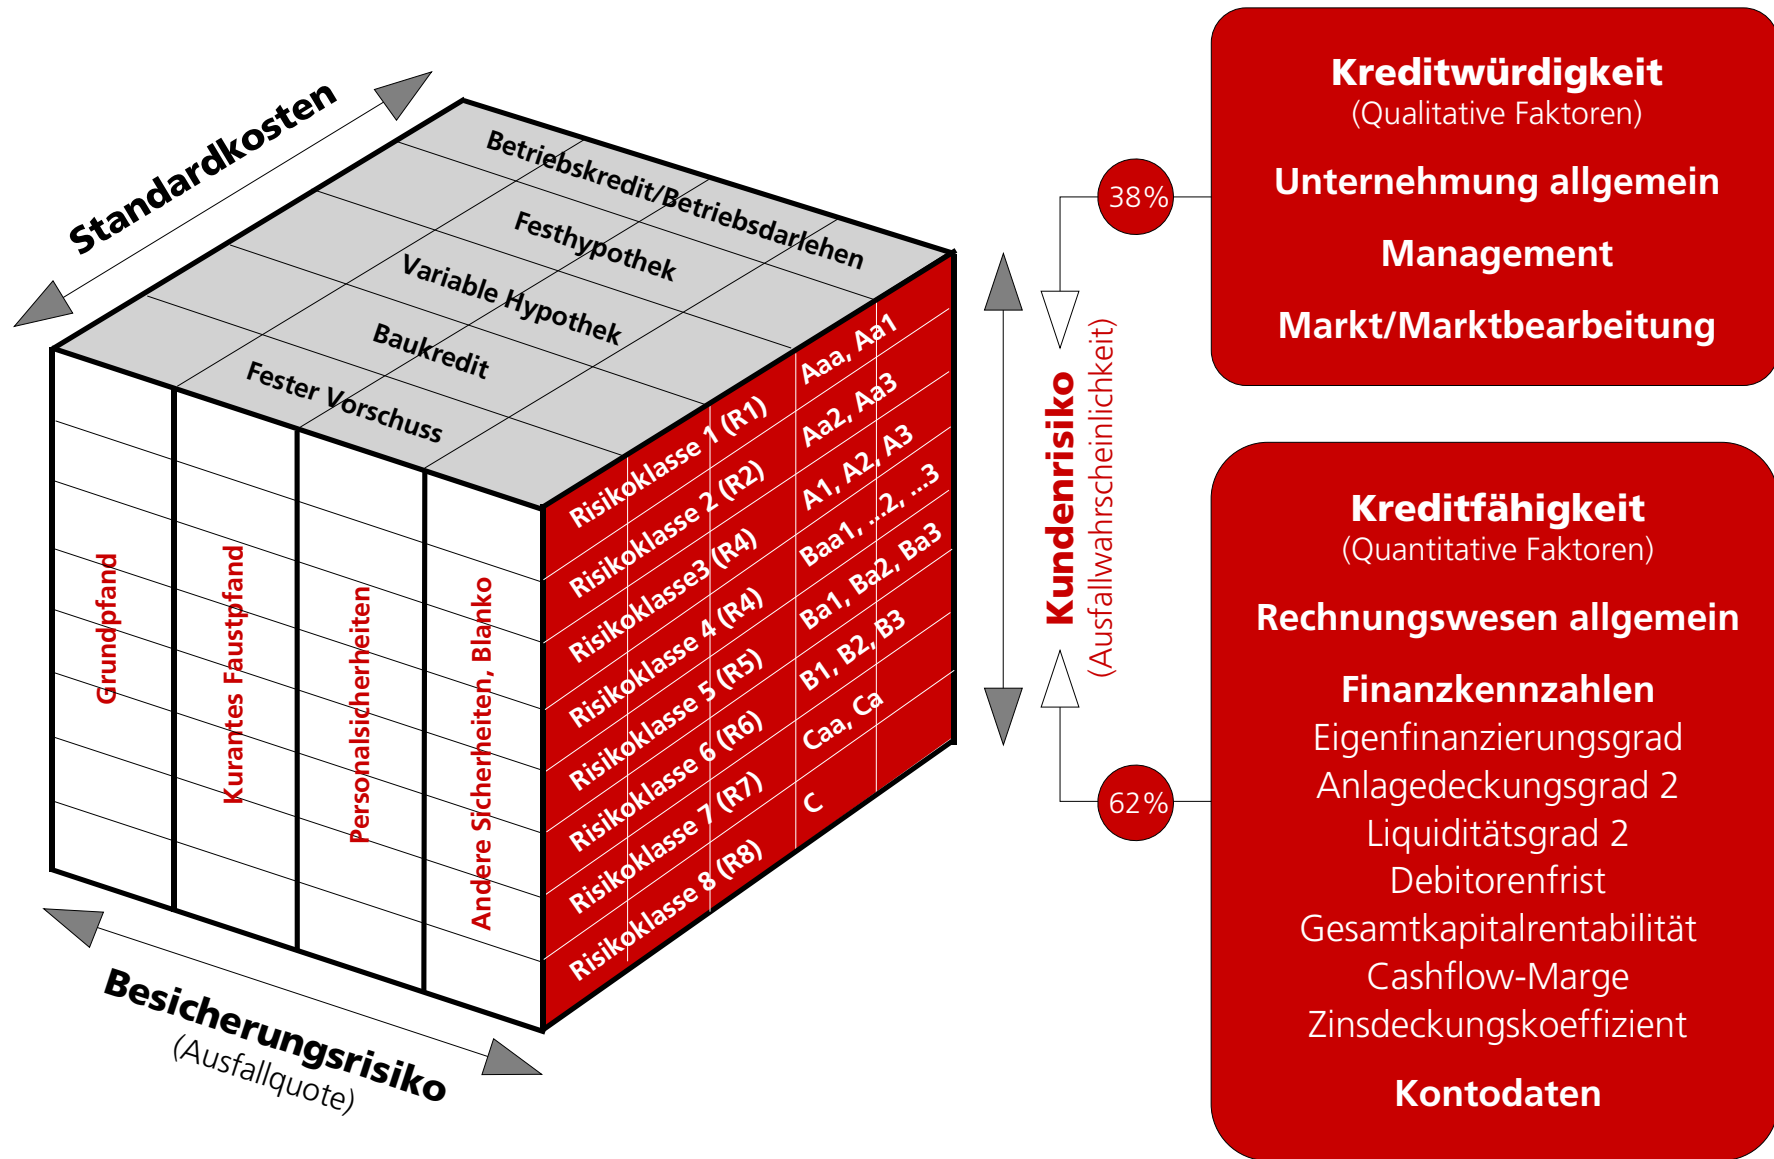 Standardkosten
Betriebskredit/Betriebsdarlehen
Festhypothek
Variable Hypothek
Baukredit
Fester Vorschuss
Grundpfand
Kurantes Faustpfand
Personalsicherheiten
Andere Sicherheiten, Blanko
Risikoklasse 1 (R1) Aaa, Aa1
Risikoklasse 2 (R2) Aa2, Aa3
Risikoklasse3 (R4) A1, A2, A3
Risikoklasse 4 (R4) Baa1, ...2, ...3
Risikoklasse 5 (R5) Ba1, Ba2, Ba3
Risikoklasse 6 (R6) B1, B2, B3
Risikoklasse 7 (R7) Caa, Ca
Risikoklasse 8 (R8) C
Besicherungsrisiko
(Ausfallquote)
Kundenrisiko
(Ausfallwahrscheinlichkeit)
38%
62%
Kreditwürdigkeit
(Qualitative Faktoren)
Unternehmung allgemein
Management
Markt/Marktbearbeitung
Kreditfähigkeit
(Quantitative Faktoren)
Rechnungswesen allgemein
Finanzkennzahlen
Eigenfinanzierungsgrad
Anlagedeckungsgrad 2
Liquiditätsgrad 2
Debitorenfrist
Gesamtkapitalrentabilität
Cashflow-Marge
Zinsdeckungskoeffizient
Kontodaten